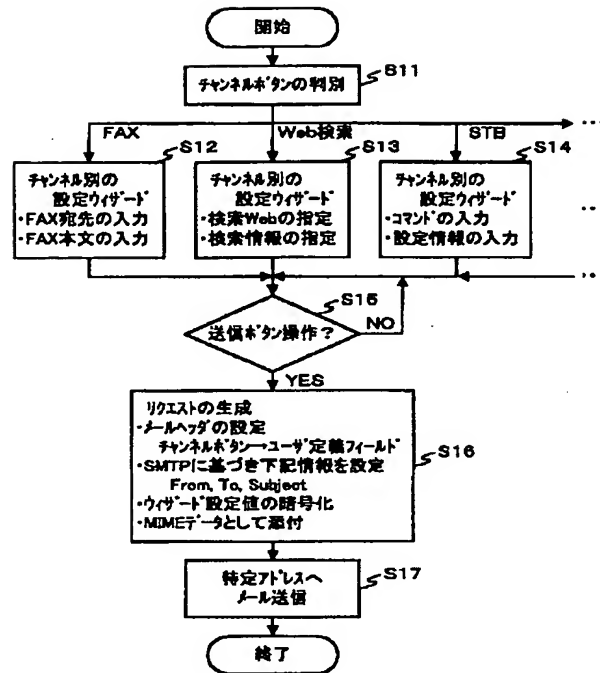 開始
チャンネルボタンの判別
S11
FAX
Web検索
STB
S12
S13
S14
チャンネル別の
設定ウィザード
・FAX宛先の入力
・FAX本文の入力
チャンネル別の
設定ウィザード
・検索Webの指定
・検索情報の指定
チャンネル別の
設定ウィザード
・コマンドの入力
・設定情報の入力
送信ボタン操作？
S15
NO
YES
リクエストの生成
・メールヘッダの設定
チャンネルボタン→ユーザ定義フィールド
・SMTPに基づき下記情報を設定
From, To, Subject
・ウィザード設定値の暗号化
・MIMEデータとして添付
S16
特定アドレスへ
メール送信
S17
終了